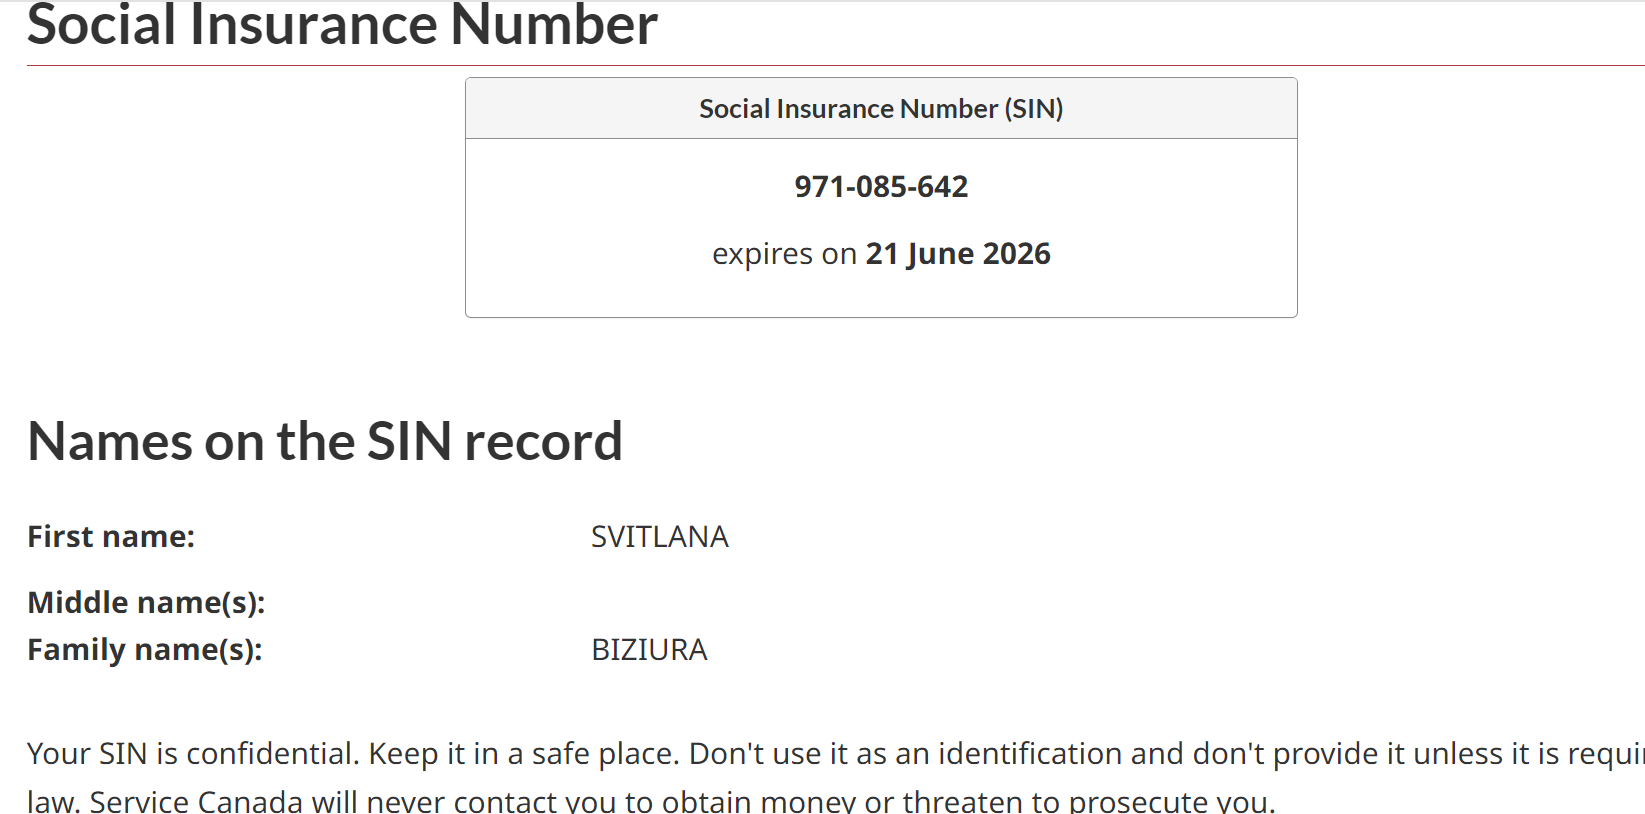 Social Insurance Number
Social Insurance Number (SIN)
971-085-642
expires on 21 June 2026
Names on the SIN record
First name: SVITLANA
Middle name(s):
Family name(s): BIZIURA
Your SIN is confidential. Keep it in a safe place. Don't use it as an identification and don't provide it unless it is
law. Service Canada will never contact you to obtain money or threaten to prosecute you.